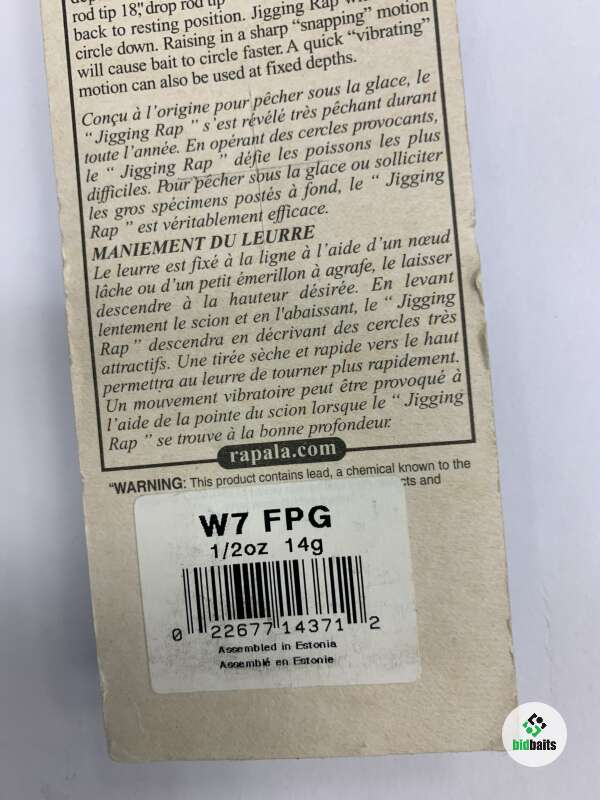 rod tip 18", drop rod tip
back to resting position. Jigging Rap
circle down. Raising in a sharp "snapping" motion
will cause bait to circle faster. A quick "vibrating"
motion can also be used at fixed depths.
Conçu à l'origine pour pêcher sous la glace, le
" Jigging Rap " s'est révélé très pêchant durant
toute l'année. En opérant des cercles provocants,
le " Jigging Rap " défie les poissons les plus
difficiles. Pour pêcher sous la glace ou solliciter
les gros spécimens postés à fond, le " Jigging
Rap " est véritablement efficace.
MANIEMENT DU LEURRE
Le leurre est fixé à la ligne à l'aide d'un nœud
lâche ou d'un petit émerillon à agrafe, le laisser
descendre à la hauteur désirée. En levant
lentement le scion et en l'abaissant, le " Jigging
Rap " descendra en décrivant des cercles très
attractifs. Une tirée sèche et rapide vers le haut
permettra au leurre de tourner plus rapidement.
Un mouvement vibratoire peut être provoqué à
l'aide de la pointe du scion lorsque le " Jigging
Rap " se trouve à la bonne profondeur.
rapala.com
"WARNING: This product contains lead, a chemical known to the
cts and
W7 FPG
1/2oz 14g
0 22677 14371 2
Assembled in Estonia
Assemblé en Estonie
bidbaits